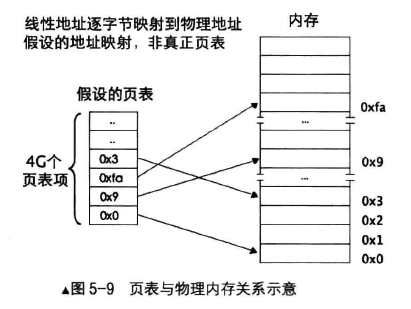 线性地址逐字节映射到物理地址
假设的地址映射，非真正页表
内存
假设的页表
4G个
页表项
..
..
0x3
0xfa
0x9
0x0
...
...
0xfa
0x9
0x3
0x2
0x1
0x0
▲图 5-9 页表与物理内存关系示意